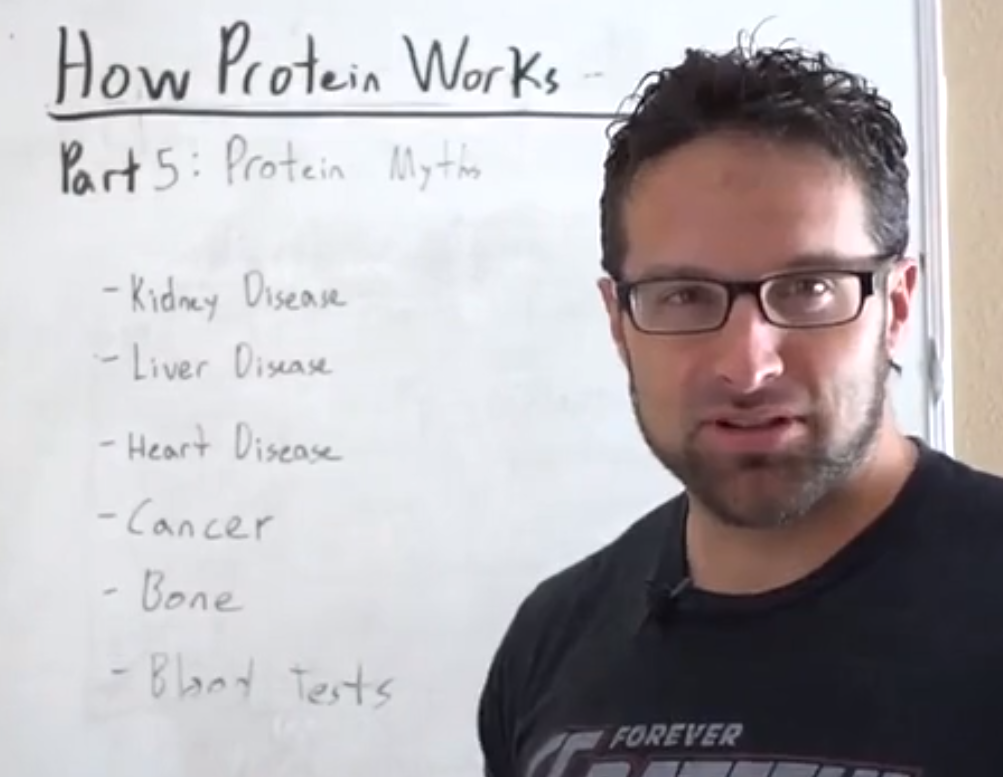 How Protein Works -
Part 5: Protein Myths
- Kidney Disease
- Liver Disease
- Heart Disease
- Cancer
- Bone
- Blood Tests
FOREVER